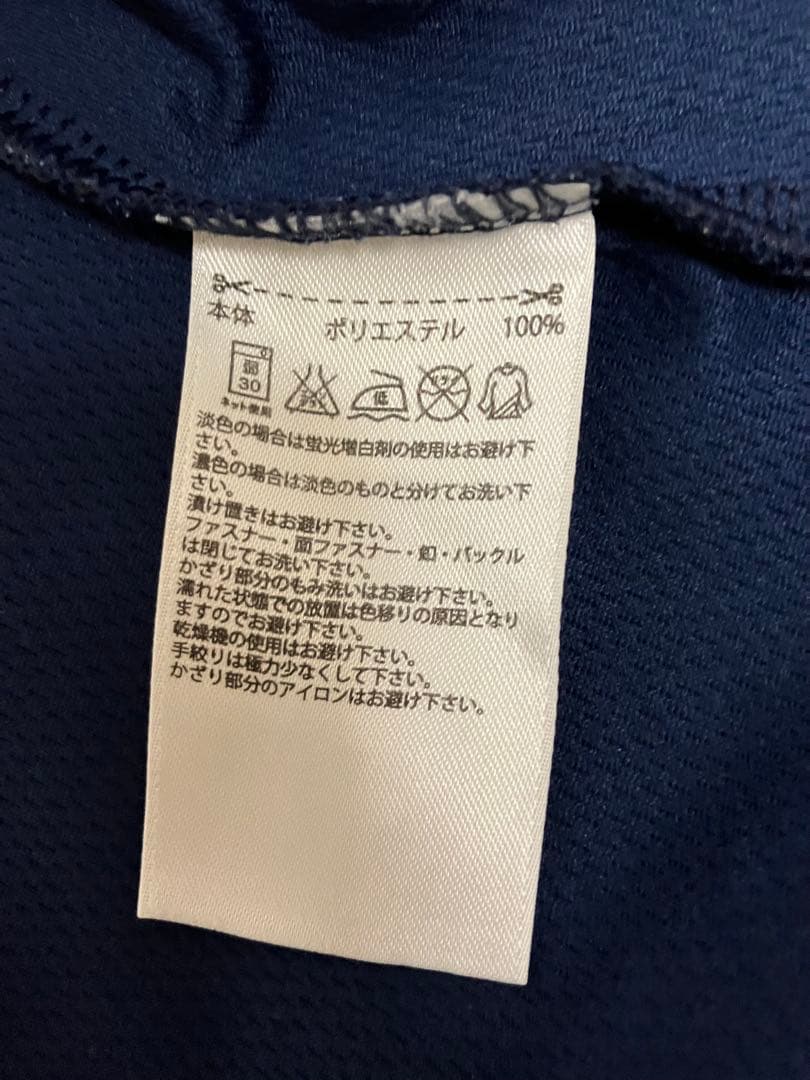 本体 ポリエステル 100%
弱
30
ネット使用
低
淡色の場合は蛍光増白剤の使用はお避け下
さい。
濃色の場合は淡色のものと分けてお洗い下
さい。
漬け置きはお避け下さい。
ファスナー・面ファスナー・釦・バックル
は閉じてお洗い下さい。
かざり部分のもみ洗いはお避け下さい。
濡れた状態での放置は色移りの原因となり
ますのでお避け下さい。
乾燥機の使用はお避け下さい。
手絞りは極力少なくして下さい。
かざり部分のアイロンはお避け下さい。